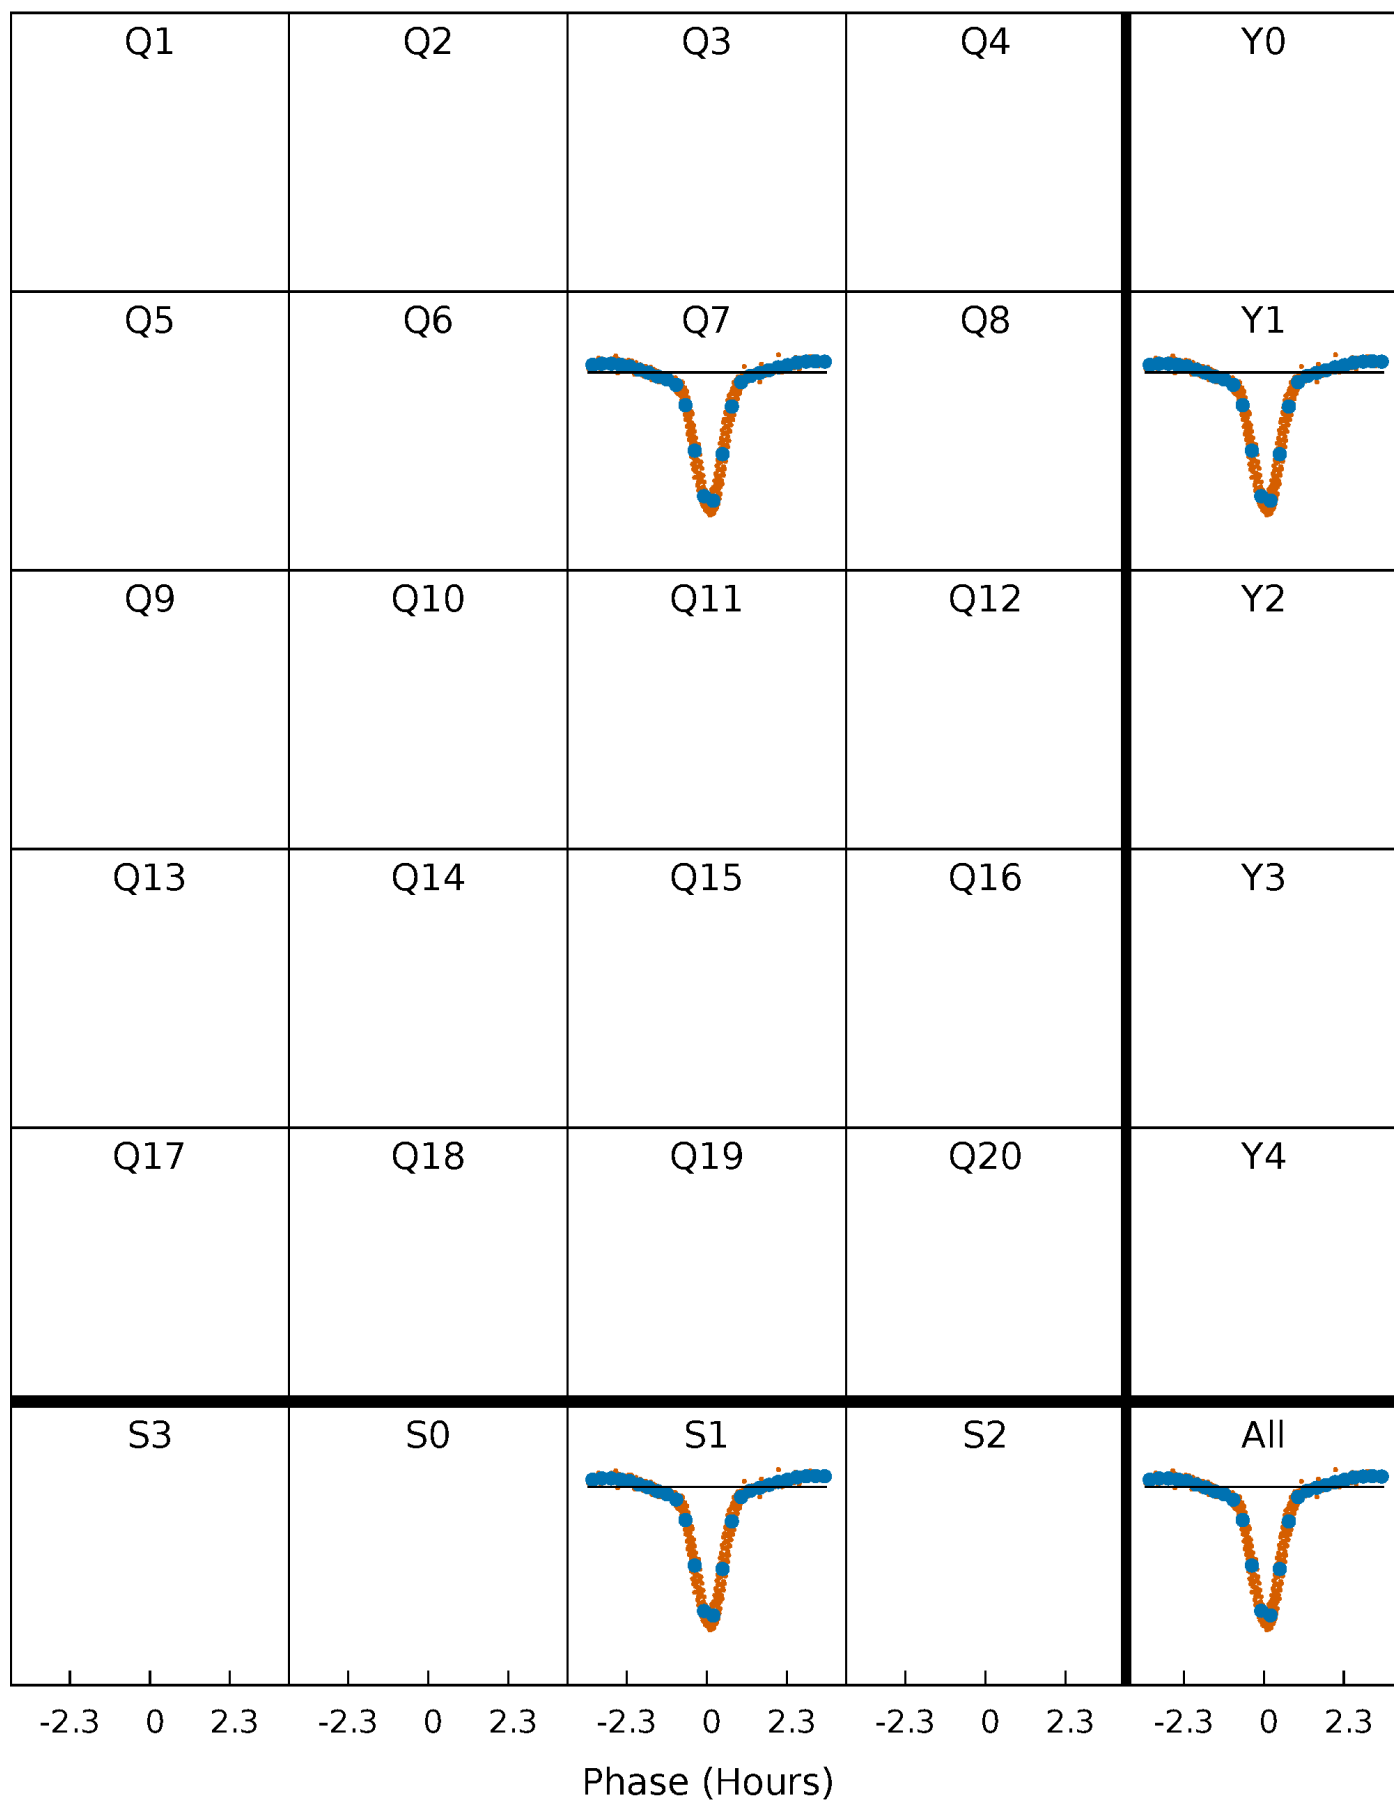 Q1 Q2 Q3 Q4 Y0
Q5 Q6 Q7 Q8 Y1
Q9 Q10 Q11 Q12 Y2
Q13 Q14 Q15 Q16 Y3
Q17 Q18 Q19 Q20 Y4
S3 S0 S1 S2 All
-2.3 0 2.3 -2.3 0 2.3 -2.3 0 2.3 -2.3 0 2.3 -2.3 0 2.3
Phase (Hours)